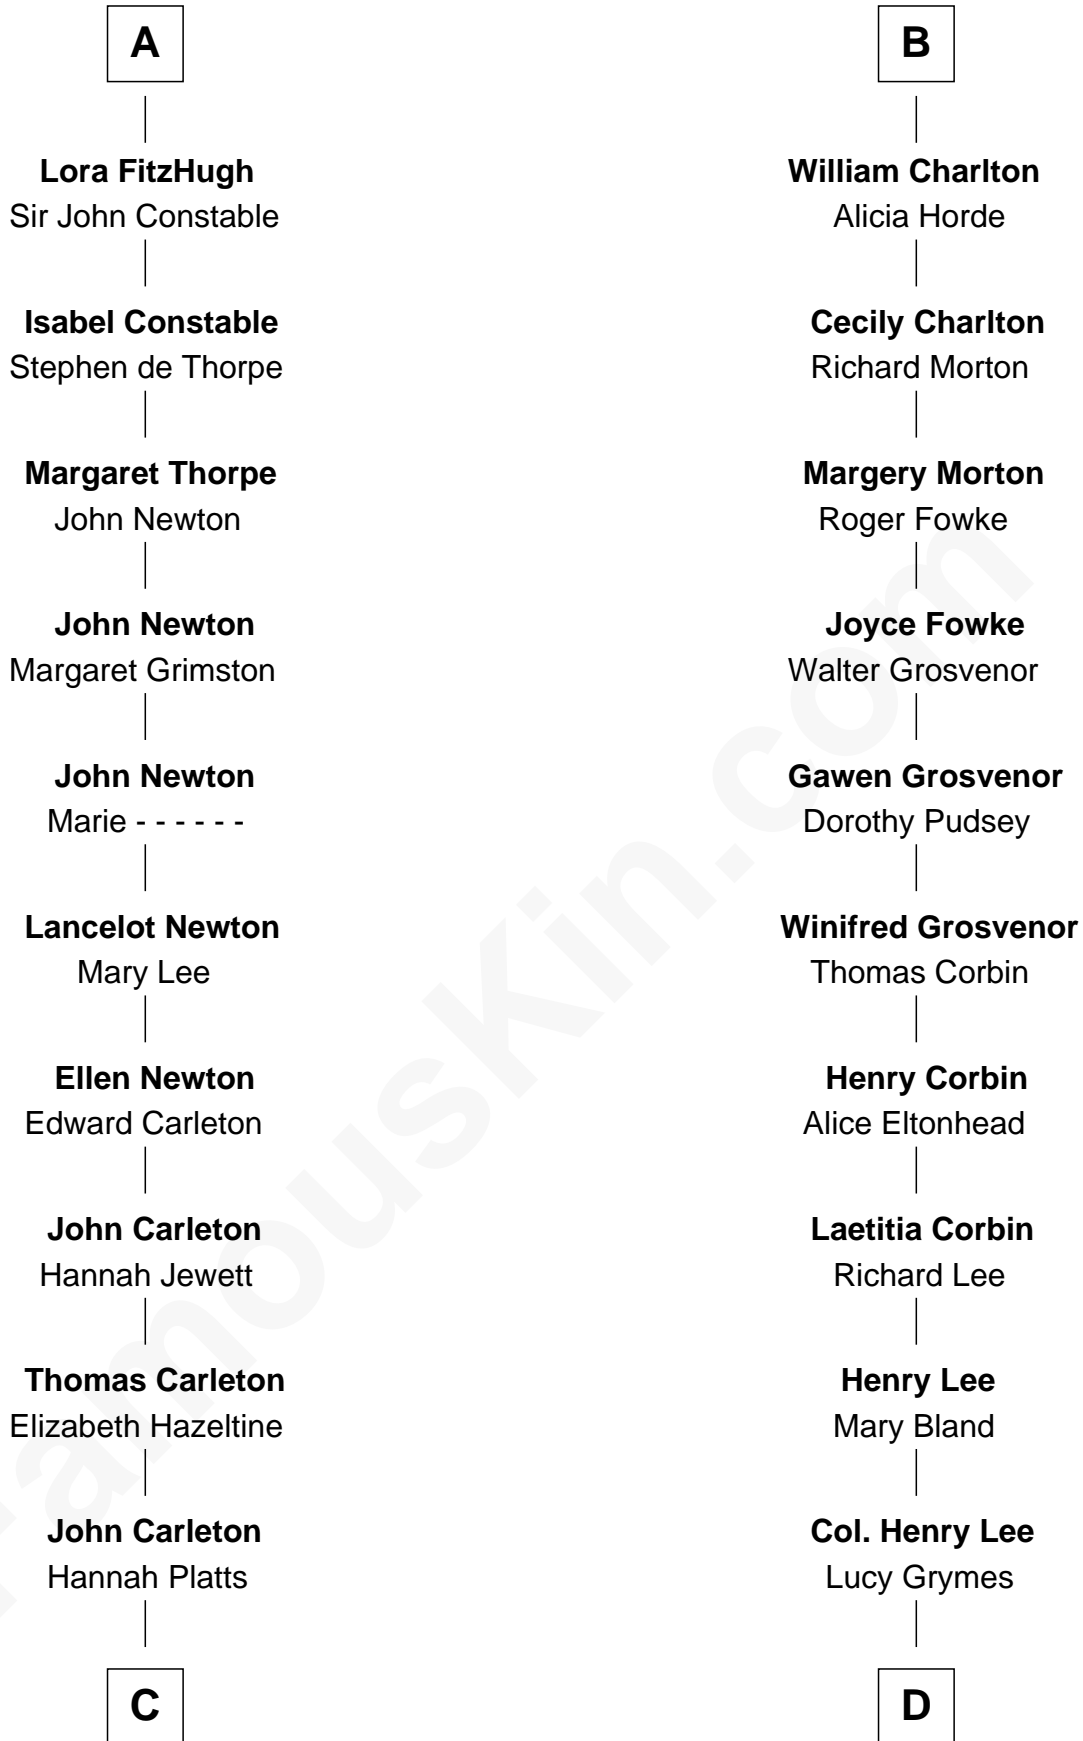 A
Lora FitzHugh
Sir John Constable
Isabel Constable
Stephen de Thorpe
Margaret Thorpe
John Newton
John Newton
Margaret Grimston
John Newton
Marie - - - - - -
Lancelot Newton
Mary Lee
Ellen Newton
Edward Carleton
John Carleton
Hannah Jewett
Thomas Carleton
Elizabeth Hazeltine
John Carleton
Hannah Platts
C
B
William Charlton
Alicia Horde
Cecily Charlton
Richard Morton
Margery Morton
Roger Fowke
Joyce Fowke
Walter Grosvenor
Gawen Grosvenor
Dorothy Pudsey
Winifred Grosvenor
Thomas Corbin
Henry Corbin
Alice Eltonhead
Laetitia Corbin
Richard Lee
Henry Lee
Mary Bland
Col. Henry Lee
Lucy Grymes
D
FamousKin.com